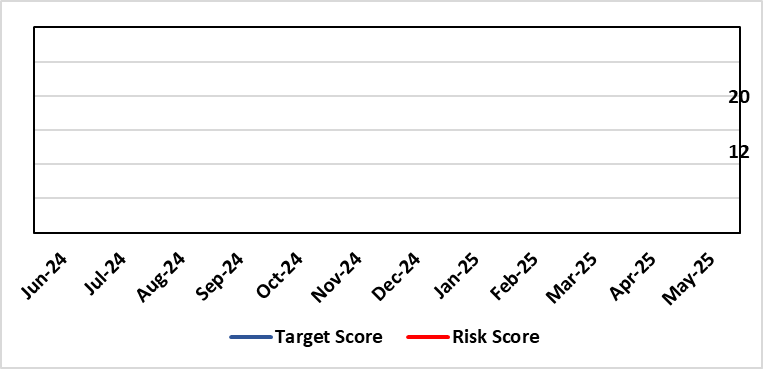 20
12
Jun-24 Jul-24 Aug-24 Sep-24 Oct-24 Nov-24 Dec-24 Jan-25 Feb-25 Mar-25 Apr-25 May-25
Target Score Risk Score